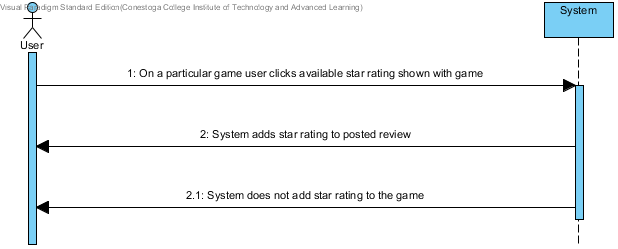 Visual Paradigm Standard Edition(Conestoga College Institute of Technology and Advanced Learning)
System
User
1: On a particular game user clicks available star rating shown with game
2: System adds star rating to posted review
2.1: System does not add star rating to the game